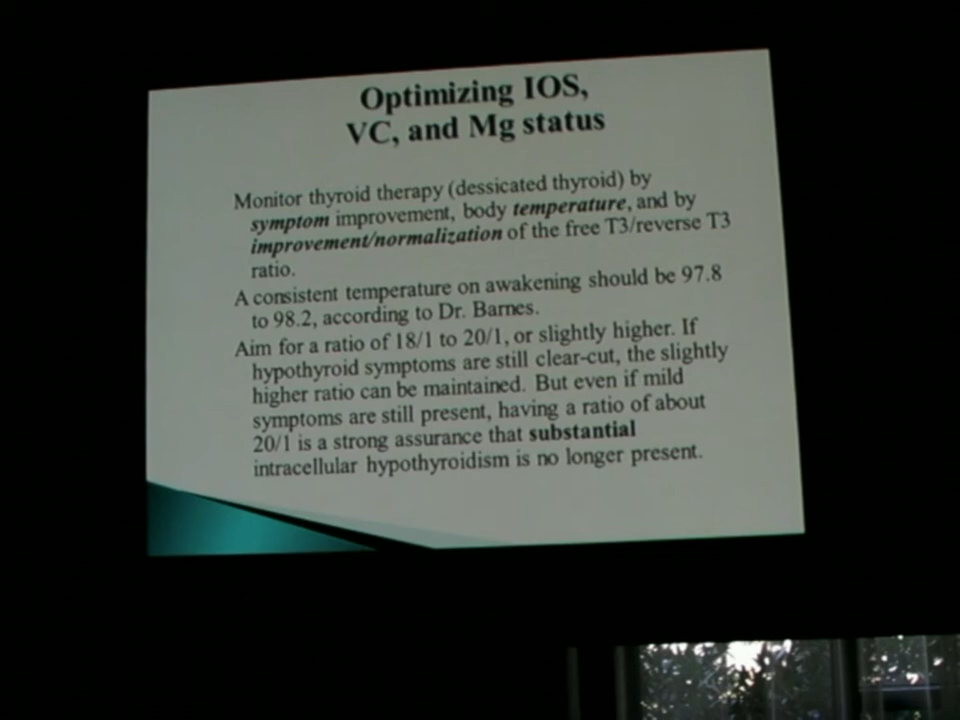 Optimizing IOS,
VC, and Mg status
Monitor thyroid therapy (dessicated thyroid) by
symptom improvement, body temperature, and by
improvement/normalization of the free T3/reverse T3
ratio.
A consistent temperature on awakening should be 97.8
to 98.2, according to Dr. Barnes.
Aim for a ratio of 18/1 to 20/1, or slightly higher. If
hypothyroid symptoms are still clear-cut, the slightly
higher ratio can be maintained. But even if mild
symptoms are still present, having a ratio of about
20/1 is a strong assurance that substantial
intracellular hypothyroidism is no longer present.